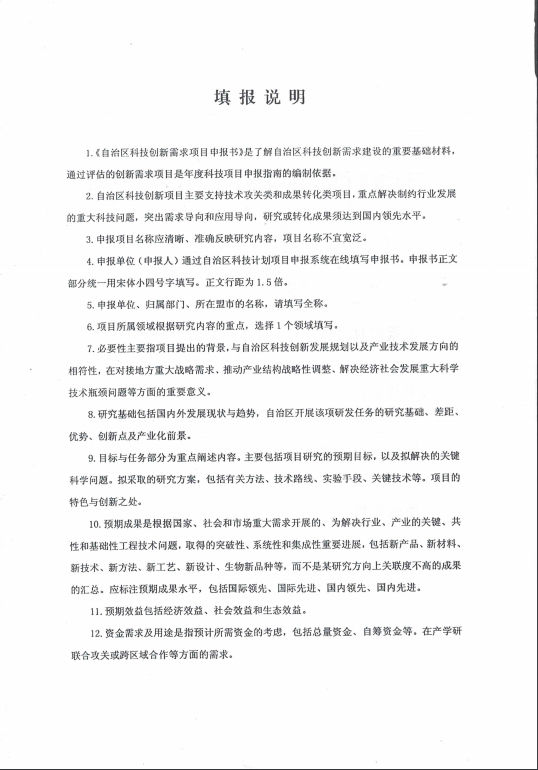 填报说明
1.《自治区科技创新需求项目申报书》是了解自治区科技创新需求建设的重要基础材料，
通过评估的创新需求项目是年度科技项目申报指南的编制依据。
2. 自治区科技创新项目主要支持技术攻关类和成果转化类项目，重点解决制约行业发展
的重大科技问题，突出需求导向和应用导向，研究或转化成果须达到国内领先水平。
3. 申报项目名称应清晰、准确反映研究内容，项目名称不宜宽泛。
4. 申报单位（申报人）通过自治区科技计划项目申报系统在线填写申报书。申报书正文
部分统一用宋体小四号字填写。正文行距为 1.5 倍。
5. 申报单位、归属部门、所在盟市的名称，请填写全称。
6. 项目所属领域根据研究内容的重点，选择 1 个领域填写。
7. 必要性主要指项目提出的背景，与自治区科技创新发展规划以及产业技术发展方向的
相符性，在对接地方重大战略需求、推动产业结构战略性调整、解决经济社会发展重大科学
技术瓶颈问题等方面的重要意义。
8. 研究基础包括国内外发展现状与趋势，自治区开展该项研发任务的研究基础、差距、
优势、创新点及产业化前景。
9. 目标与任务部分为重点阐述内容。主要包括项目研究的预期目标，以及拟解决的关键
科学问题。拟采取的研究方案，包括有关方法、技术路线、实验手段、关键技术等。项目的
特色与创新之处。
10. 预期成果是根据国家、社会和市场重大需求开展的、为解决行业、产业的关键、共
性和基础性工程技术问题，取得的突破性、系统性和集成性重要进展，包括新产品、新材料、
新技术、新方法、新工艺、新设计、生物新品种等，而不是某研究方向上关联度不高的成果
的汇总。应标注预期成果水平，包括国际领先、国际先进、国内领先、国内先进。
11. 预期效益包括经济效益、社会效益和生态效益。
12. 资金需求及用途是指预计所需资金的考虑，包括总量资金、自筹资金等。在产学研
联合攻关或跨区域合作等方面的需求。